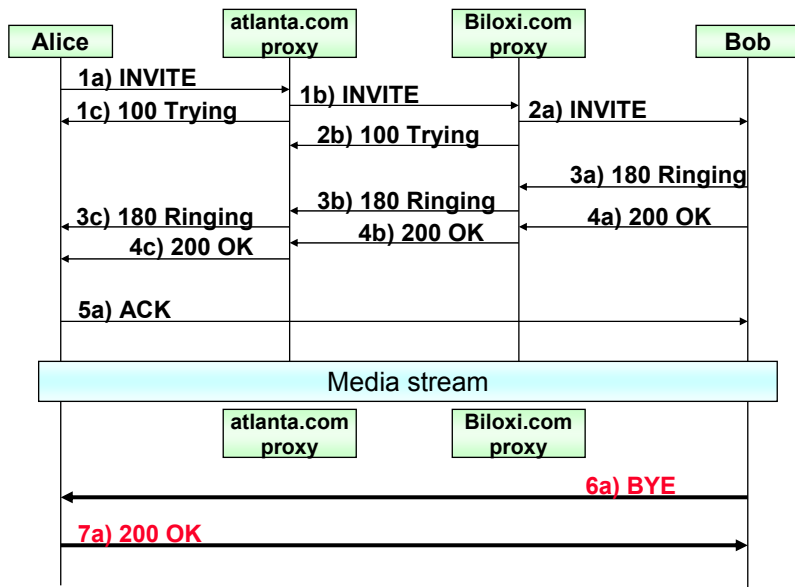 Alice
atlanta.com
proxy
Biloxi.com
proxy
Bob
1a) INVITE
1b) INVITE
1c) 100 Trying
2a) INVITE
2b) 100 Trying
3a) 180 Ringing
3b) 180 Ringing
3c) 180 Ringing
4a) 200 OK
4b) 200 OK
4c) 200 OK
5a) ACK
Media stream
atlanta.com
proxy
Biloxi.com
proxy
6a) BYE
7a) 200 OK